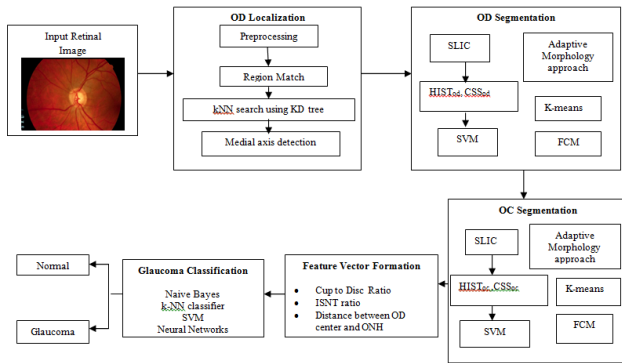 Input Retinal
Image
OD Localization
Preprocessing
Region Match
kNN search using KD tree
Medial axis detection
OD Segmentation
SLIC
HISTod, CSSod
SVM
Adaptive
Morphology
approach
K-means
FCM
OC Segmentation
SLIC
HISToc, CSSoc
SVM
Adaptive
Morphology
approach
K-means
FCM
Feature Vector Formation
• Cup to Disc Ratio
• ISNT ratio
• Distance between OD
center and ONH
Glaucoma Classification
Naive Bayes
k-NN classifier
SVM
Neural Networks
Normal
Glaucoma